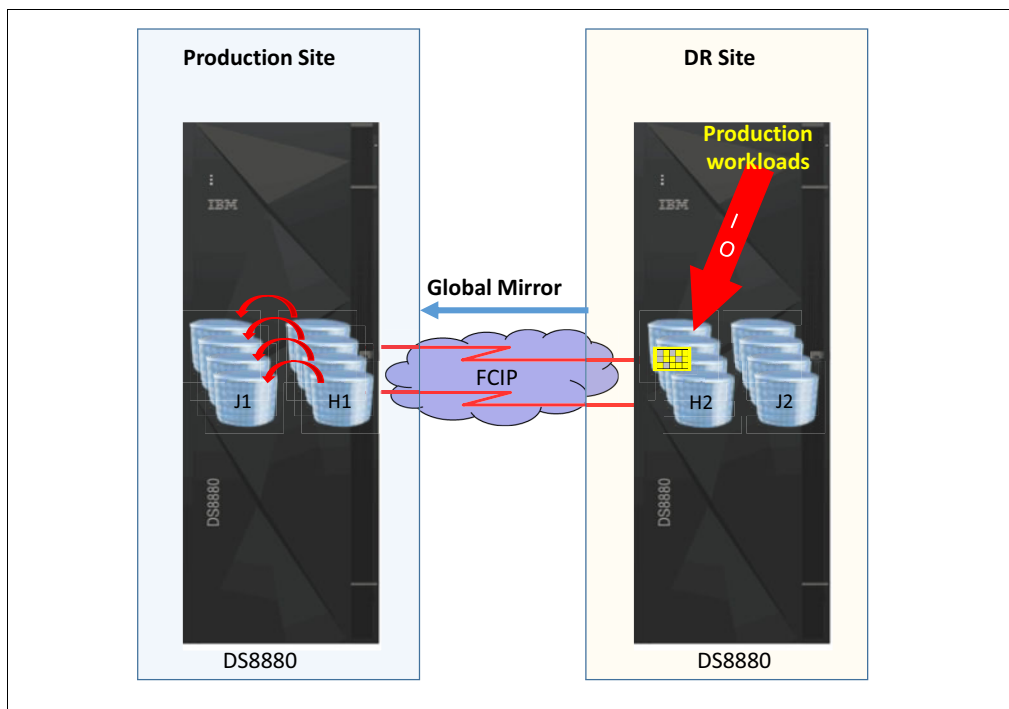 Production Site
DR Site
Production
workloads
IBM
IBM
I
O
Global Mirror
FCIP
J1
H1
H2
J2
DS8880
DS8880
DS8880
DS8880